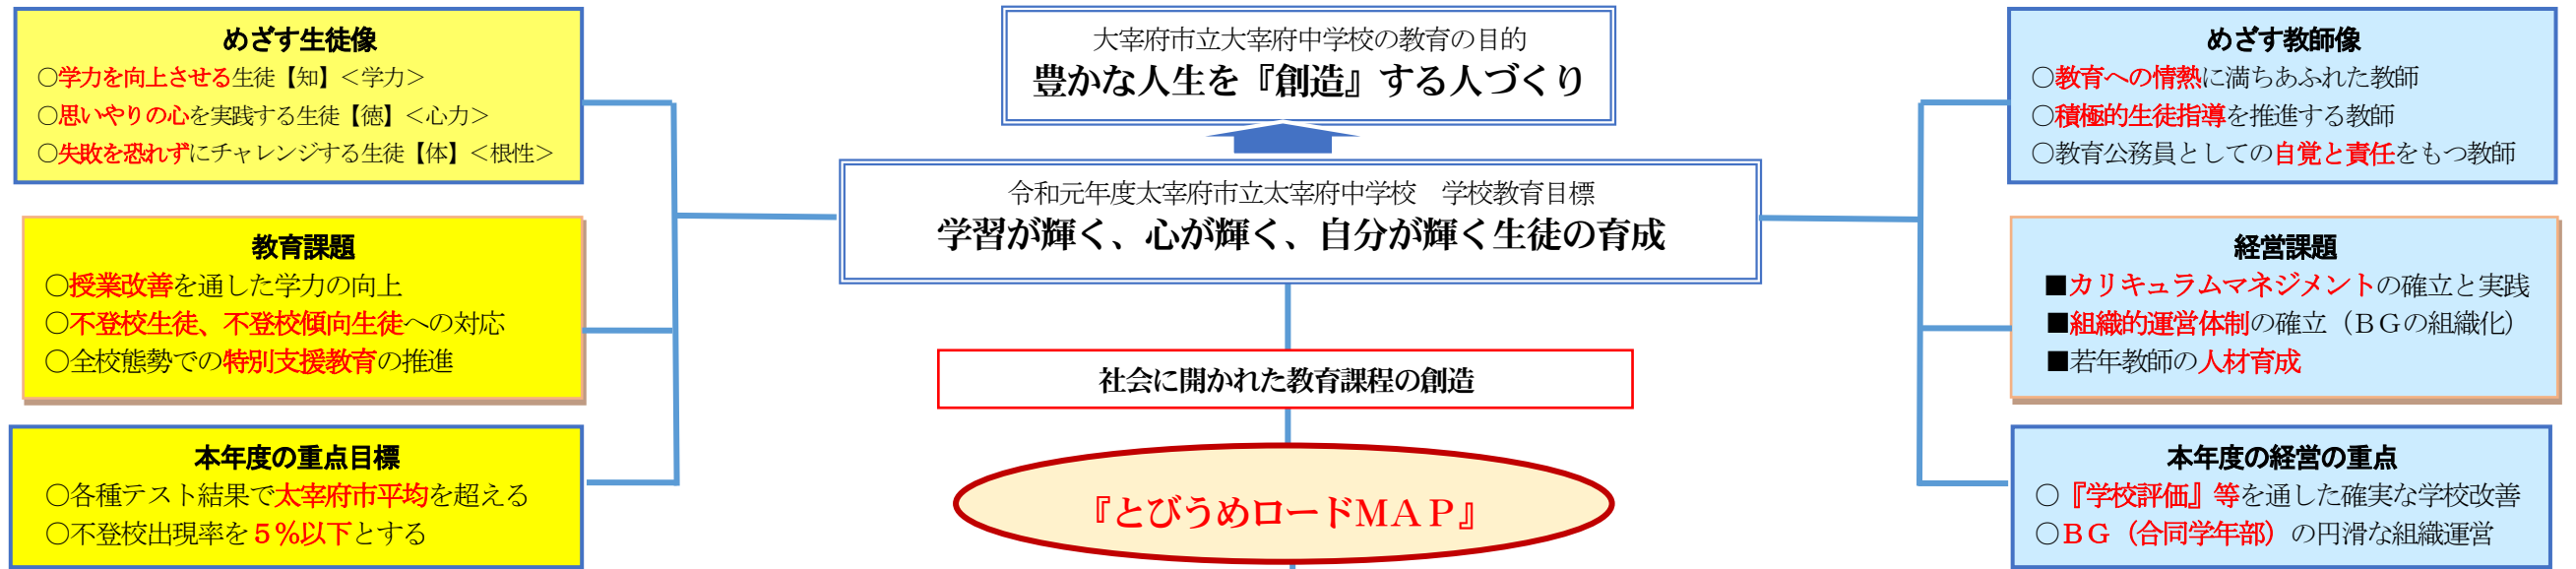 めざす生徒像
○学力を向上させる生徒【知】＜学力＞
○思いやりの心を実践する生徒【徳】＜心力＞
○失敗を恐れずにチャレンジする生徒【体】＜根性＞
教育課題
○授業改善を通した学力の向上
○不登校生徒、不登校傾向生徒への対応
○全校態勢での特別支援教育の推進
本年度の重点目標
○各種テスト結果で太宰府市平均を超える
○不登校出現率を５％以下とする
大宰府市立大宰府中学校の教育の目的
豊かな人生を『創造』する人づくり
令和元年度太宰府市立太宰府中学校　学校教育目標
学習が輝く、心が輝く、自分が輝く生徒の育成
社会に開かれた教育課程の創造
『とびうめロードＭＡＰ』
めざす教師像
○教育への情熱に満ちあふれた教師
○積極的生徒指導を推進する教師
○教育公務員としての自覚と責任をもつ教師
経営課題
■カリキュラムマネジメントの確立と実践
■組織的運営体制の確立（ＢＧの組織化）
■若年教師の人材育成
本年度の経営の重点
○『学校評価』等を通した確実な学校改善
○ＢＧ（合同学年部）の円滑な組織運営